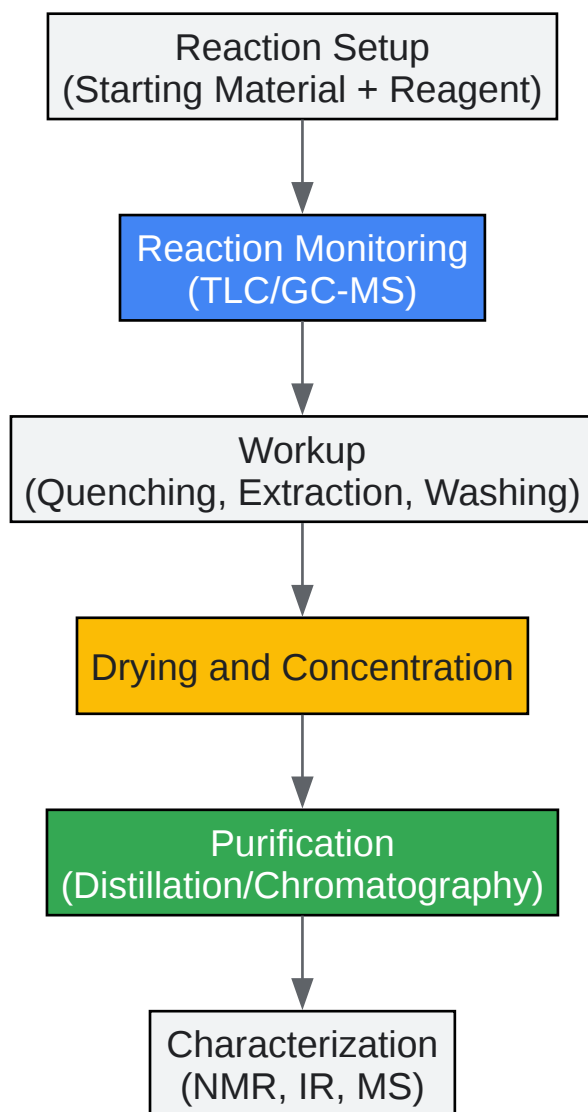 Reaction Setup
(Starting Material + Reagent)
Reaction Monitoring
(TLC/GC-MS)
Workup
(Quenching, Extraction, Washing)
Drying and Concentration
Purification
(Distillation/Chromatography)
Characterization
(NMR, IR, MS)